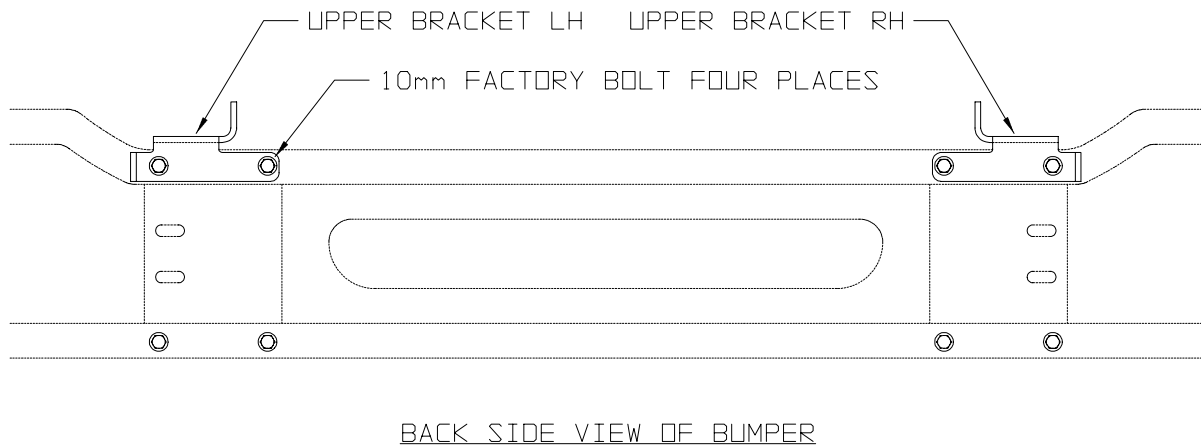 UPPER BRACKET LH UPPER BRACKET RH
10mm FACTORY BOLT FOUR PLACES
BACK SIDE VIEW OF BUMPER